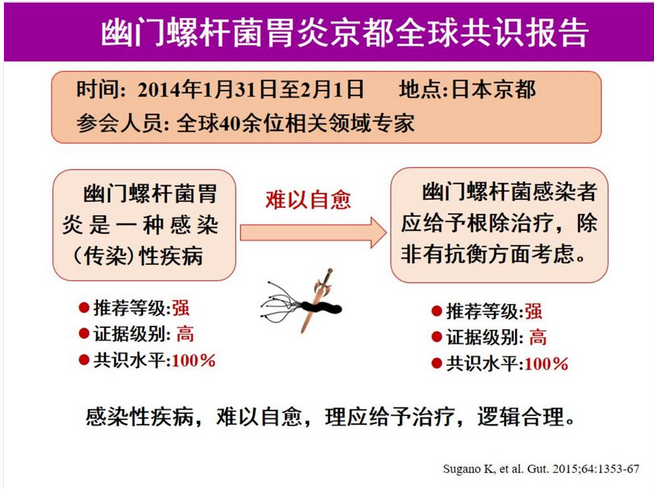 幽门螺杆菌胃炎京都全球共识报告
时间: 2014年1月31日至2月1日 地点:日本京都
参会人员: 全球40余位相关领域专家
幽门螺杆菌胃
炎是一种感染
（传染)性疾病
难以自愈
幽门螺杆菌感染者
应给予根除治疗，除
非有抗衡方面考虑。
推荐等级:强
证据级别: 高
共识水平:100%
推荐等级:强
证据级别: 高
共识水平:100%
感染性疾病，难以自愈，理应给予治疗，逻辑合理。
Sugano K, et al. Gut. 2015;64:1353-67